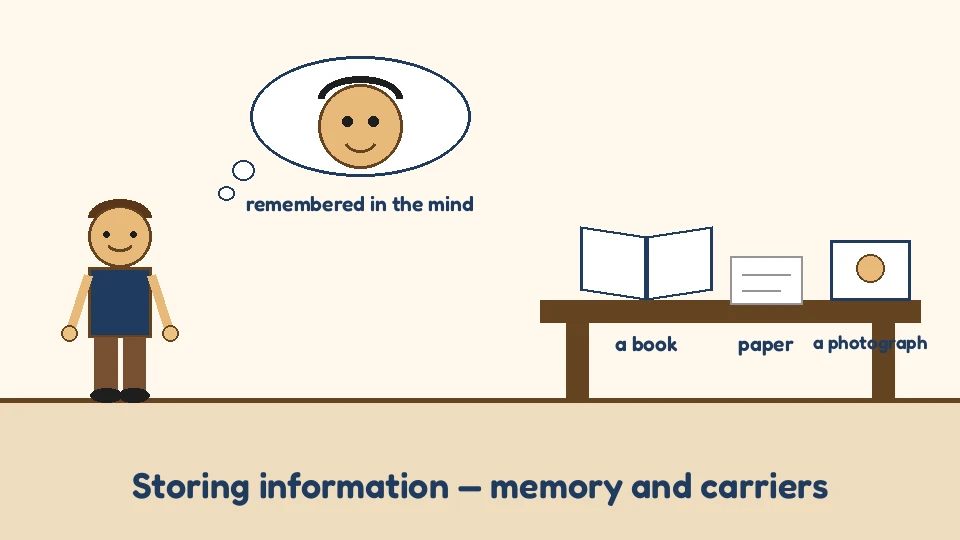 remembered in the mind
a book
paper
a photograph
Storing information — memory and carriers